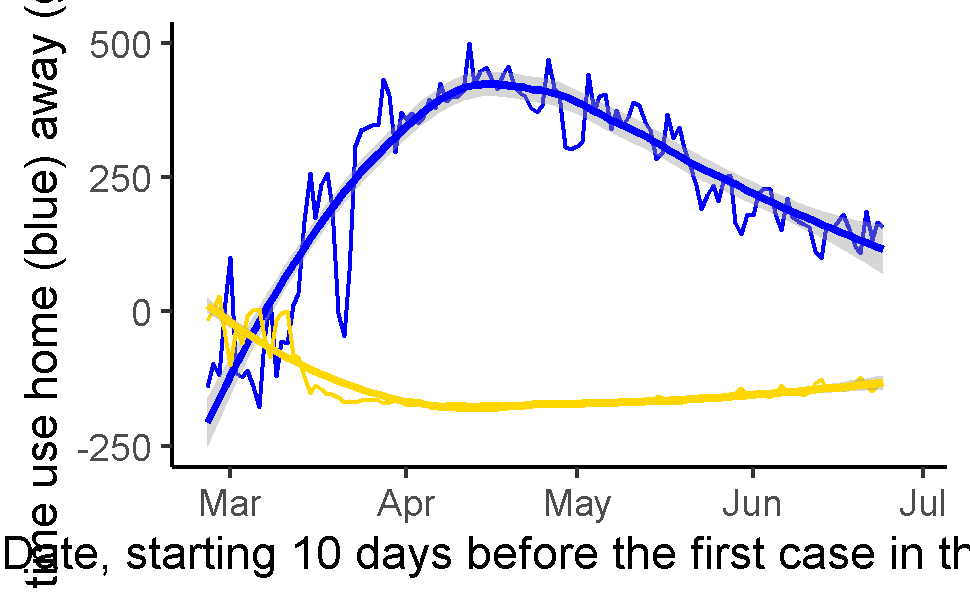 time use home (blue) away (
500
250
0
-250
Mar Apr May Jun Jul
Date, starting 10 days before the first case in th